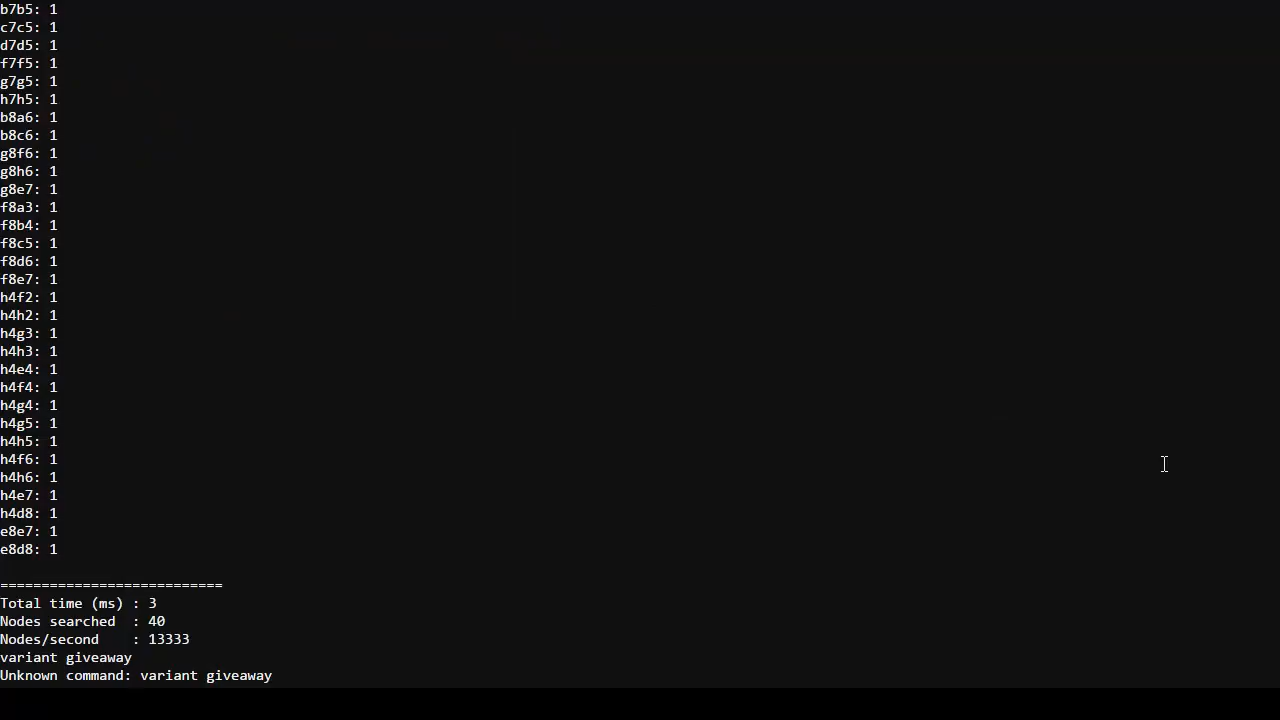 b7b5: 1
c7c5: 1
d7d5: 1
f7f5: 1
g7g5: 1
h7h5: 1
b8a6: 1
b8c6: 1
g8f6: 1
g8h6: 1
g8e7: 1
f8a3: 1
f8b4: 1
f8c5: 1
f8d6: 1
f8e7: 1
h4f2: 1
h4h2: 1
h4g3: 1
h4h3: 1
h4e4: 1
h4f4: 1
h4g4: 1
h4g5: 1
h4h5: 1
h4f6: 1
h4h6: 1
h4e7: 1
h4d8: 1
e8e7: 1
e8d8: 1
===========================
Total time (ms) : 3
Nodes searched  : 40
Nodes/second    : 13333
variant giveaway
Unknown command: variant giveaway